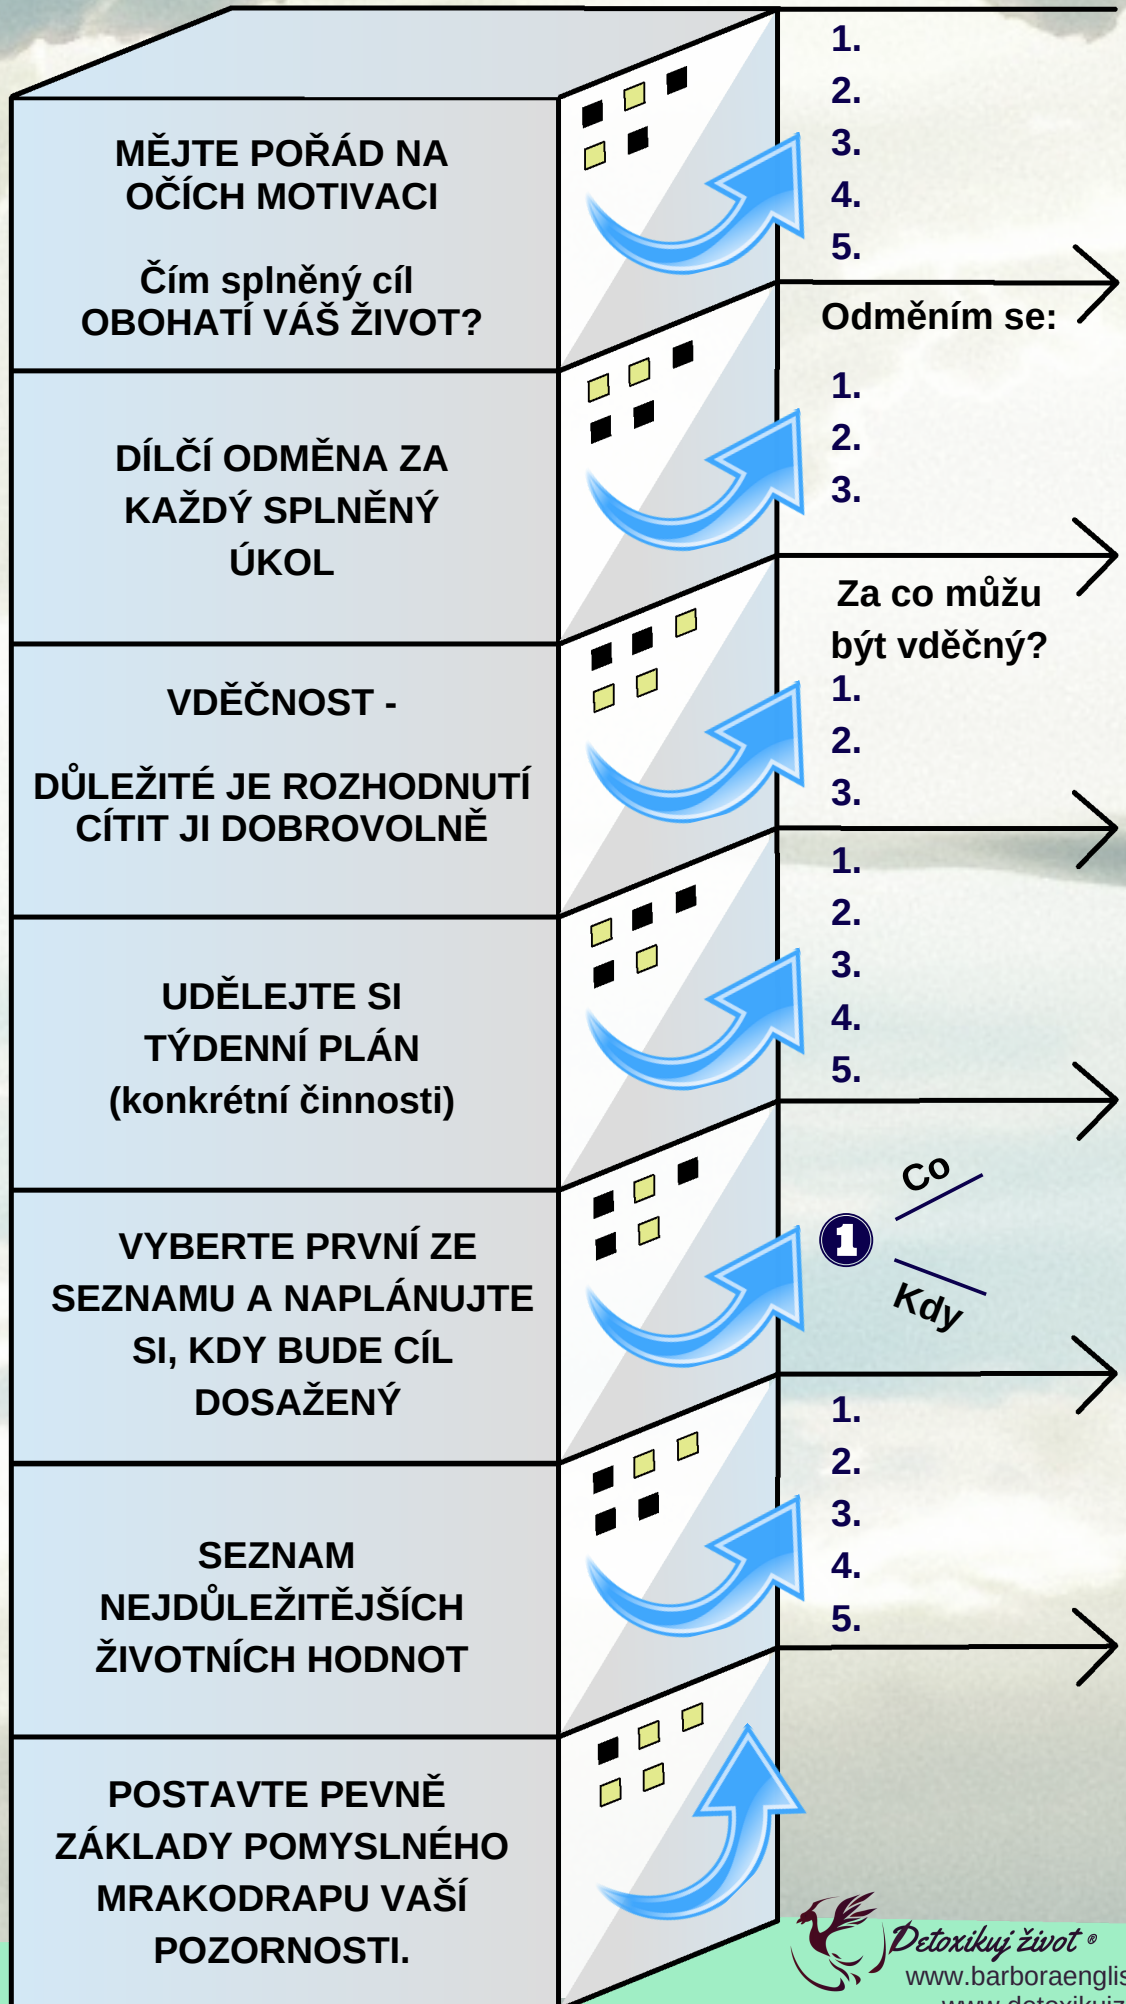 MĚJTE POŘÁD NA
OČÍCH MOTIVACI
Čím splněný cíl
OBOHATÍ VÁŠ ŽIVOT?
1.
2.
3.
4.
5.
DÍLČÍ ODMĚNA ZA
KAŽDÝ SPLNĚNÝ
ÚKOL
Odměním se:
1.
2.
3.
VDĚČNOST -
DŮLEŽITÉ JE ROZHODNUTÍ
CÍTIT JI DOBROVOLNĚ
Za co můžu
být vděčný?
1.
2.
3.
UDĚLEJTE SI
TÝDENNÍ PLÁN
(konkrétní činnosti)
1.
2.
3.
4.
5.
VYBERTE PRVNÍ ZE
SEZNAMU A NAPLÁNUJTE
SI, KDY BUDE CÍL
DOSAŽENÝ
1
Co
Kdy
SEZNAM
NEJDŮLEŽITĚJŠÍCH
ŽIVOTNÍCH HODNOT
1.
2.
3.
4.
5.
POSTAVTE PEVNĚ
ZÁKLADY POMYSLNÉHO
MRAKODRAPU VAŠÍ
POZORNOSTI.
Detoxikuj život ®
www.barboraenglis